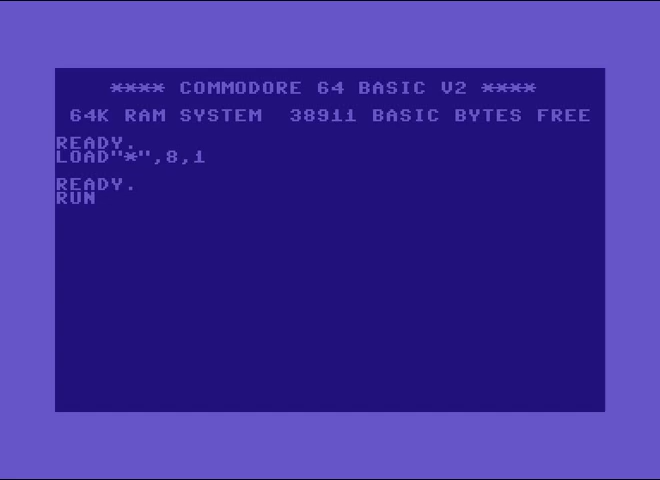 **** COMMODORE 64 BASIC V2 ****
64K RAM SYSTEM  38911 BASIC BYTES FREE
READY.
LOAD"*",8,1
READY.
RUN